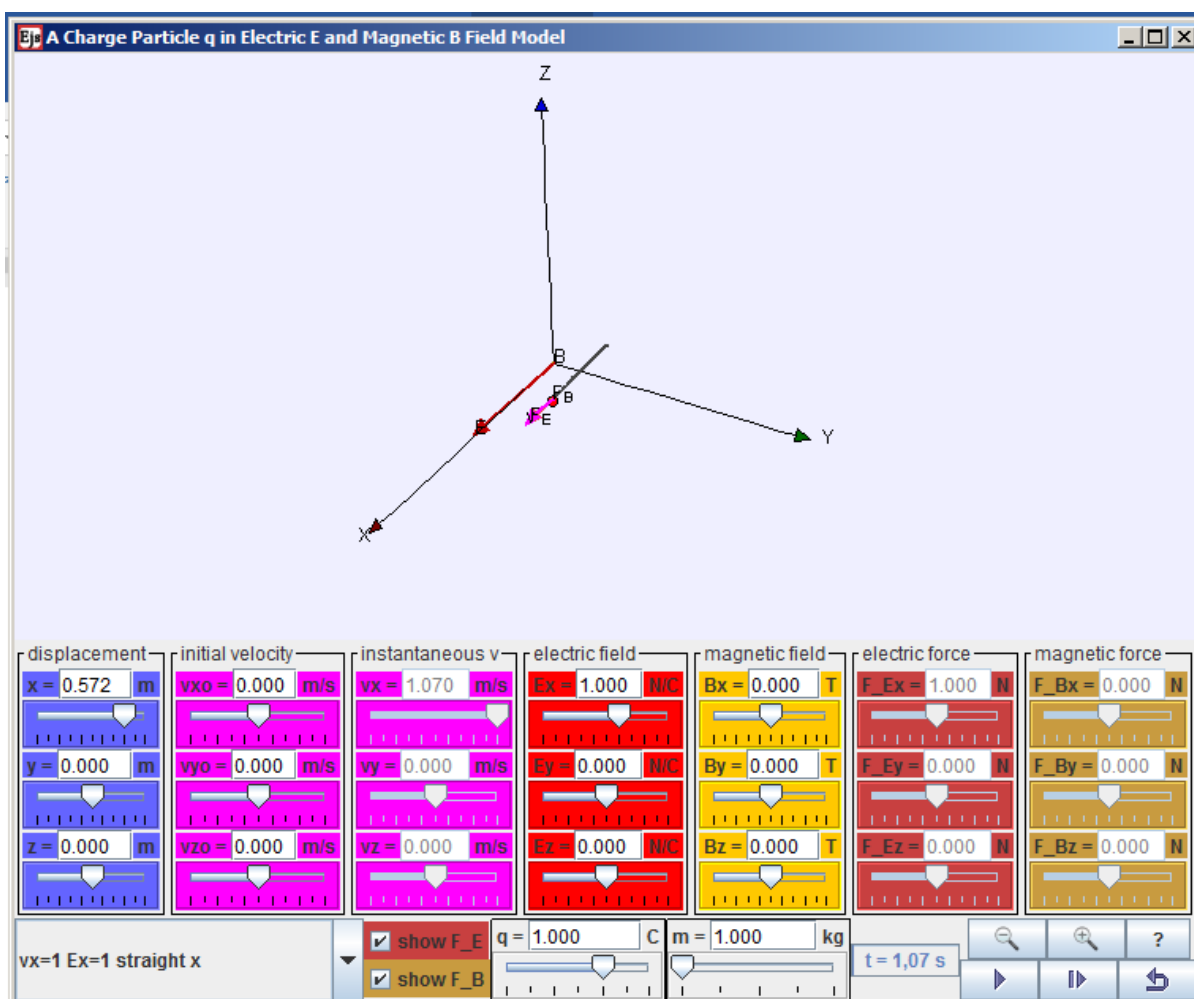 Ejs A Charge Particle q in Electric E and Magnetic B Field Model
Z
B
F B
F E
E
Y
X
displacement
initial velocity
instantaneous v
electric field
magnetic field
electric force
magnetic force
x = 0.572 m
vxo = 0.000 m/s
vx = 1.070 m/s
Ex = 1.000 N/C
Bx = 0.000 T
F_Ex = 1.000 N
F_Bx = 0.000 N
y = 0.000 m
vyo = 0.000 m/s
vy = 0.000 m/s
Ey = 0.000 N/C
By = 0.000 T
F_Ey = 0.000 N
F_By = 0.000 N
z = 0.000 m
vzo = 0.000 m/s
vz = 0.000 m/s
Ez = 0.000 N/C
Bz = 0.000 T
F_Ez = 0.000 N
F_Bz = 0.000 N
vx=1 Ex=1 straight x
show F_E
show F_B
q = 1.000 C
m = 1.000 kg
t = 1,07 s
?